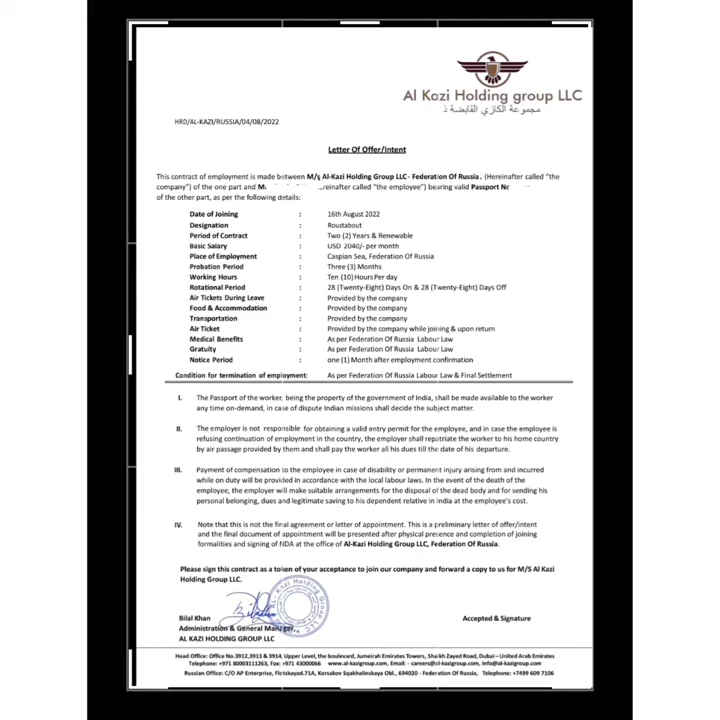 Al Kazi Holding group LLC
مجموعة الكازي القابضة ذ
HRD/AL-KAZI/RUSSIA/04/08/2022
Letter Of Offer/Intent
This contract of employment is made between M/s Al-Kazi Holding Group LLC - Federation Of Russia. (Hereinafter called "the
company") of the one part and M reinafter called "the employee") bearing valid Passport No
of the other part, as per the following details:
Date of Joining : 16th August 2022
Designation : Roustabout
Period of Contract : Two (2) Years & Renewable
Basic Salary : USD 2040/- per month
Place of Employment : Caspian Sea, Federation Of Russia
Probation Period : Three (3) Months
Working Hours : Ten (10) Hours Per day
Rotational Period : 28 (Twenty-Eight) Days On & 28 (Twenty-Eight) Days Off
Air Tickets During Leave : Provided by the company
Food & Accommodation : Provided by the company
Transportation : Provided by the company
Air Ticket : Provided by the company while joining & upon return
Medical Benefits : As per Federation Of Russia Labour Law
Gratuity : As per Federation Of Russia Labour Law
Notice Period : one (1) Month after employment confirmation
Condition for termination of employment: As per Federation Of Russia Labour Law & Final Settlement
I. The Passport of the worker, being the property of the government of India, shall be made available to the worker
any time on-demand, in case of dispute Indian missions shall decide the subject matter.
II. The employer is not responsible for obtaining a valid entry permit for the employee, and in case the employee is
refusing continuation of employment in the country, the employer shall repatriate the worker to his home country
by air passage provided by them and shall pay the worker all his dues till the date of his departure.
III. Payment of compensation to the employee in case of disability or permanent injury arising from and incurred
while on duty will be provided in accordance with the local labour laws. In the event of the death of the
employee, the employer will make suitable arrangements for the disposal of the dead body and for sending his
personal belonging, dues and legitimate saving to his dependent relative in India at the employee's cost.
IV. Note that this is not the final agreement or letter of appointment. This is a preliminary letter of offer/intent
and the final document of appointment will be presented after physical presence and completion of joining
formalities and signing of NDA at the office of Al-Kazi Holding Group LLC, Federation Of Russia.
Please sign this contract as a token of your acceptance to join our company and forward a copy to us for M/S Al Kazi
Holding Group LLC.
Bilal Khan Accepted & Signature
Administration & General Manager
AL KAZI HOLDING GROUP LLC
Head Office: Office No.3912,3913 & 3914, Upper Level, the boulevard, Jumeirah Emirates Towers, Shaikh Zayed Road, Dubai – United Arab Emirates
Telephone: +971 80003111263, Fax: +971 43000066 www.al-kazigroup.com, Email: - careers@al-kazigroup.com, Info@al-kazigroup.com
Russian Office: C/O AP Enterprise, Flotskayad.71A, Korsakov Sqakhalinskaya Obl., 694020 - Federation Of Russia, Telephone: +7499 609 7106